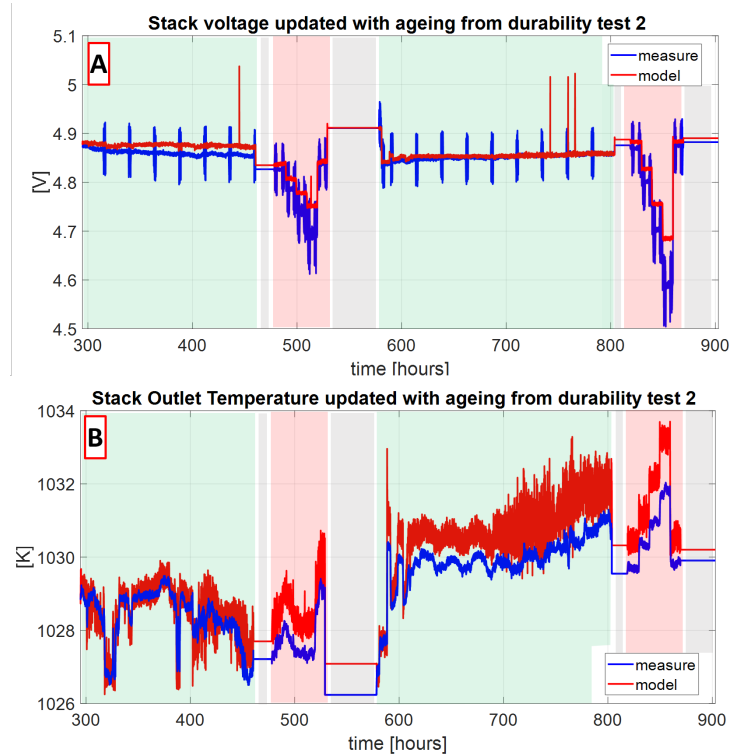 Stack voltage updated with ageing from durability test 2
A
measure
model
5.1
5
4.9
4.8
4.7
4.6
4.5
[V]
300 400 500 600 700 800 900
time [hours]
Stack Outlet Temperature updated with ageing from durability test 2
B
1034
1032
1030
1028
1026
[K]
measure
model
300 400 500 600 700 800 900
time [hours]